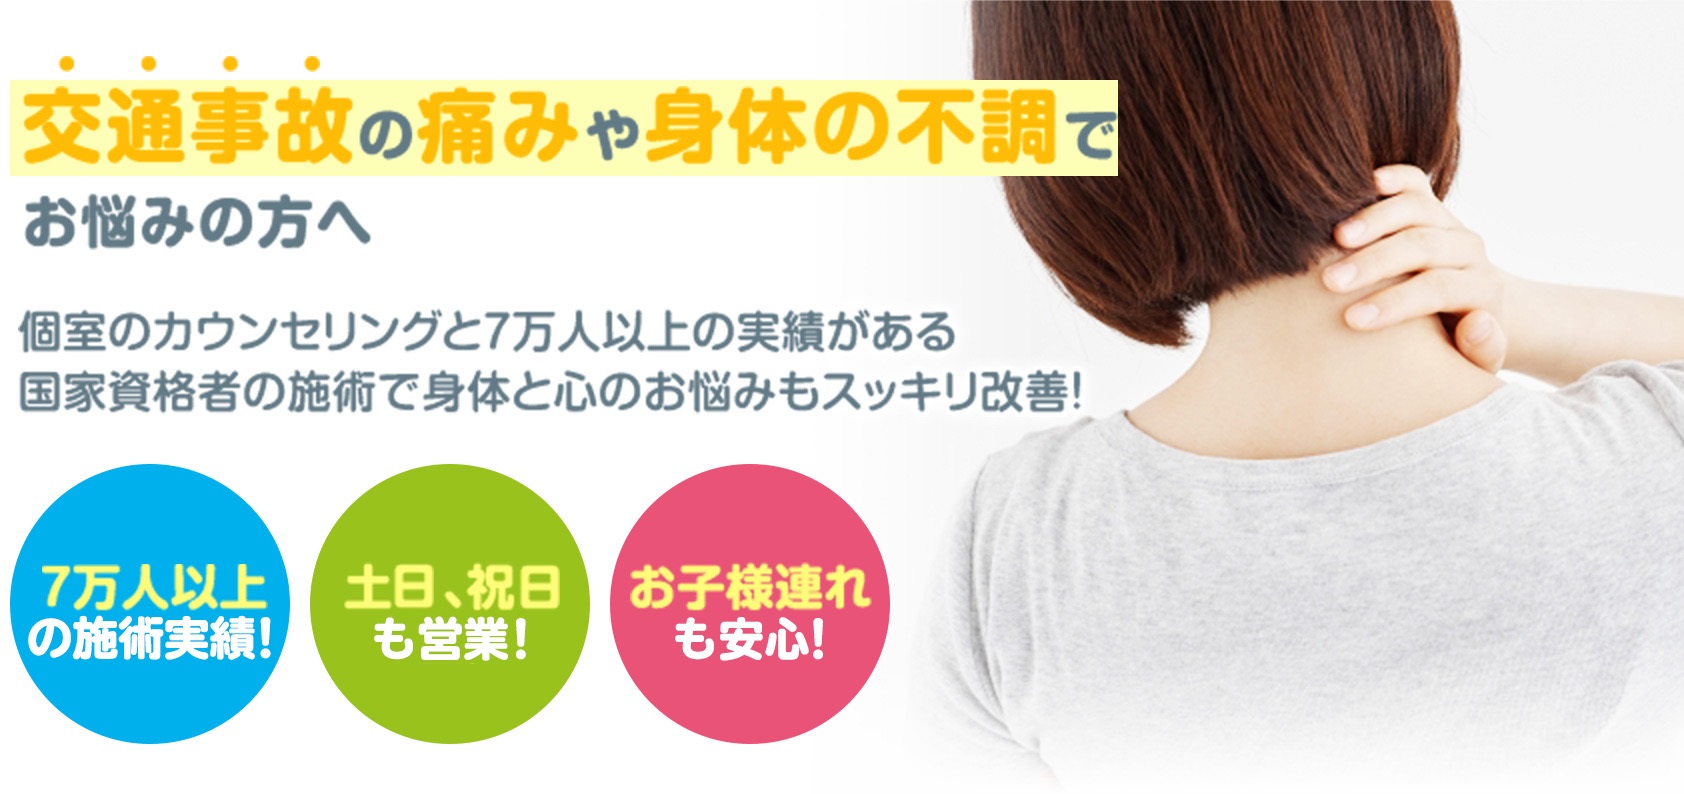 交通事故の痛みや身体の不調で
お悩みの方へ
個室のカウンセリングと7万人以上の実績がある
国家資格者の施術で身体と心のお悩みもスッキリ改善!
7万人以上
の施術実績!
土日、祝日
も営業!
お子様連れ
も安心!